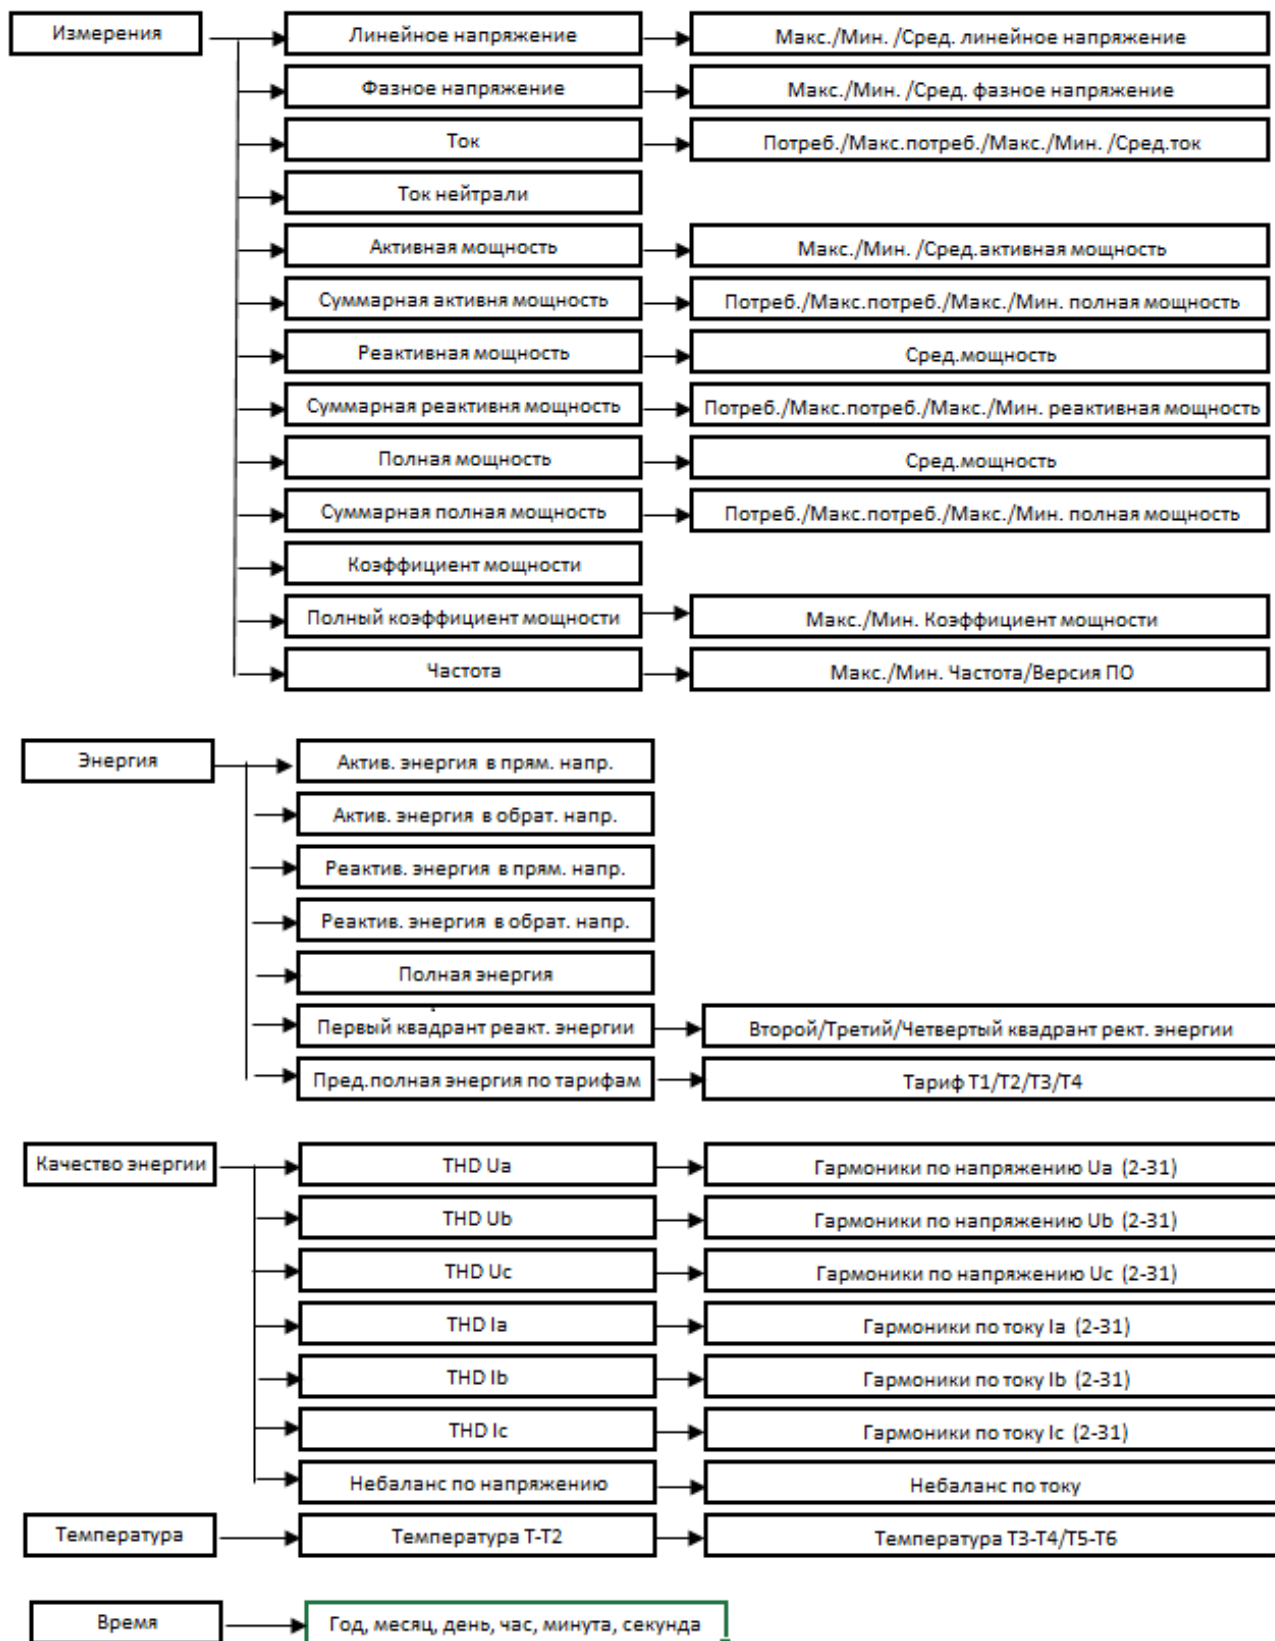 Измерения
Линейное напряжение
Макс./Мин. /Сред. линейное напряжение
Фазное напряжение
Макс./Мин. /Сред. фазное напряжение
Ток
Потреб./Макс.потреб./Макс./Мин. /Сред.ток
Ток нейтрали
Активная мощность
Макс./Мин. /Сред.активная мощность
Суммарная активня мощность
Потреб./Макс.потреб./Макс./Мин. полная мощность
Реактивная мощность
Сред.мощность
Суммарная реактивня мощность
Потреб./Макс.потреб./Макс./Мин. реактивная мощность
Полная мощность
Сред.мощность
Суммарная полная мощность
Потреб./Макс.потреб./Макс./Мин. полная мощность
Коэффициент мощности
Полный коэффициент мощности
Макс./Мин. Коэффициент мощности
Частота
Макс./Мин. Частота/Версия ПО
Энергия
Актив. энергия в прям. напр.
Актив. энергия в обрат. напр.
Реактив. энергия в прям. напр.
Реактив. энергия в обрат. напр.
Полная энергия
Первый квадрант реакт. энергии
Второй/Третий/Четвертый квадрант рект. энергии
Пред.полная энергия по тарифам
Тариф Т1/Т2/Т3/Т4
Качество энергии
THD Ua
Гармоники по напряжению Ua (2-31)
THD Ub
Гармоники по напряжению Ub (2-31)
THD Uc
Гармоники по напряжению Uc (2-31)
THD Ia
Гармоники по току Ia (2-31)
THD Ib
Гармоники по току Ib (2-31)
THD Ic
Гармоники по току Ic (2-31)
Небаланс по напряжению
Небаланс по току
Температура
Температура Т-Т2
Температура Т3-Т4/Т5-Т6
Время
Год, месяц, день, час, минута, секунда